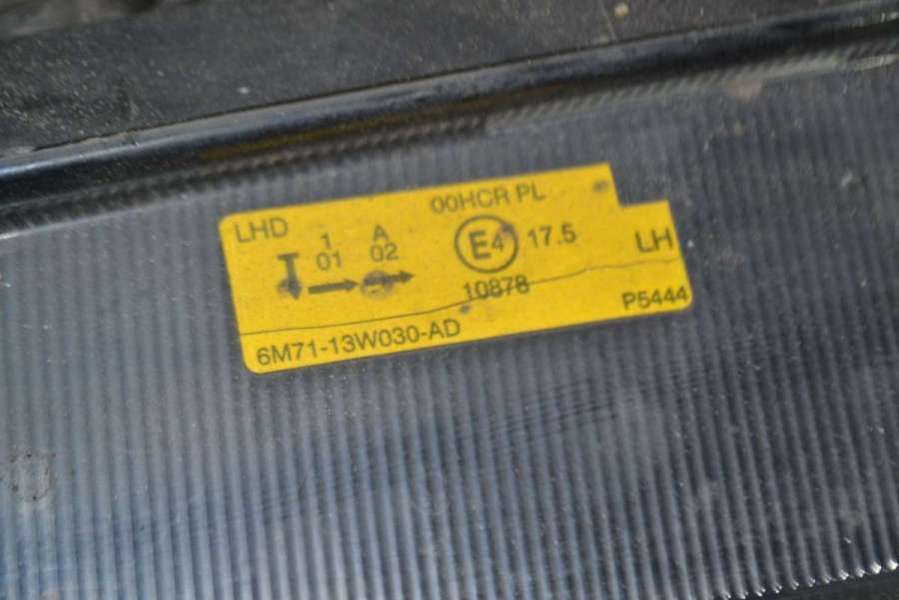 LHD
1 A
01 02
00HCR PL
E4 17.5
10878
LH
P5444
6M71-13W030-AD